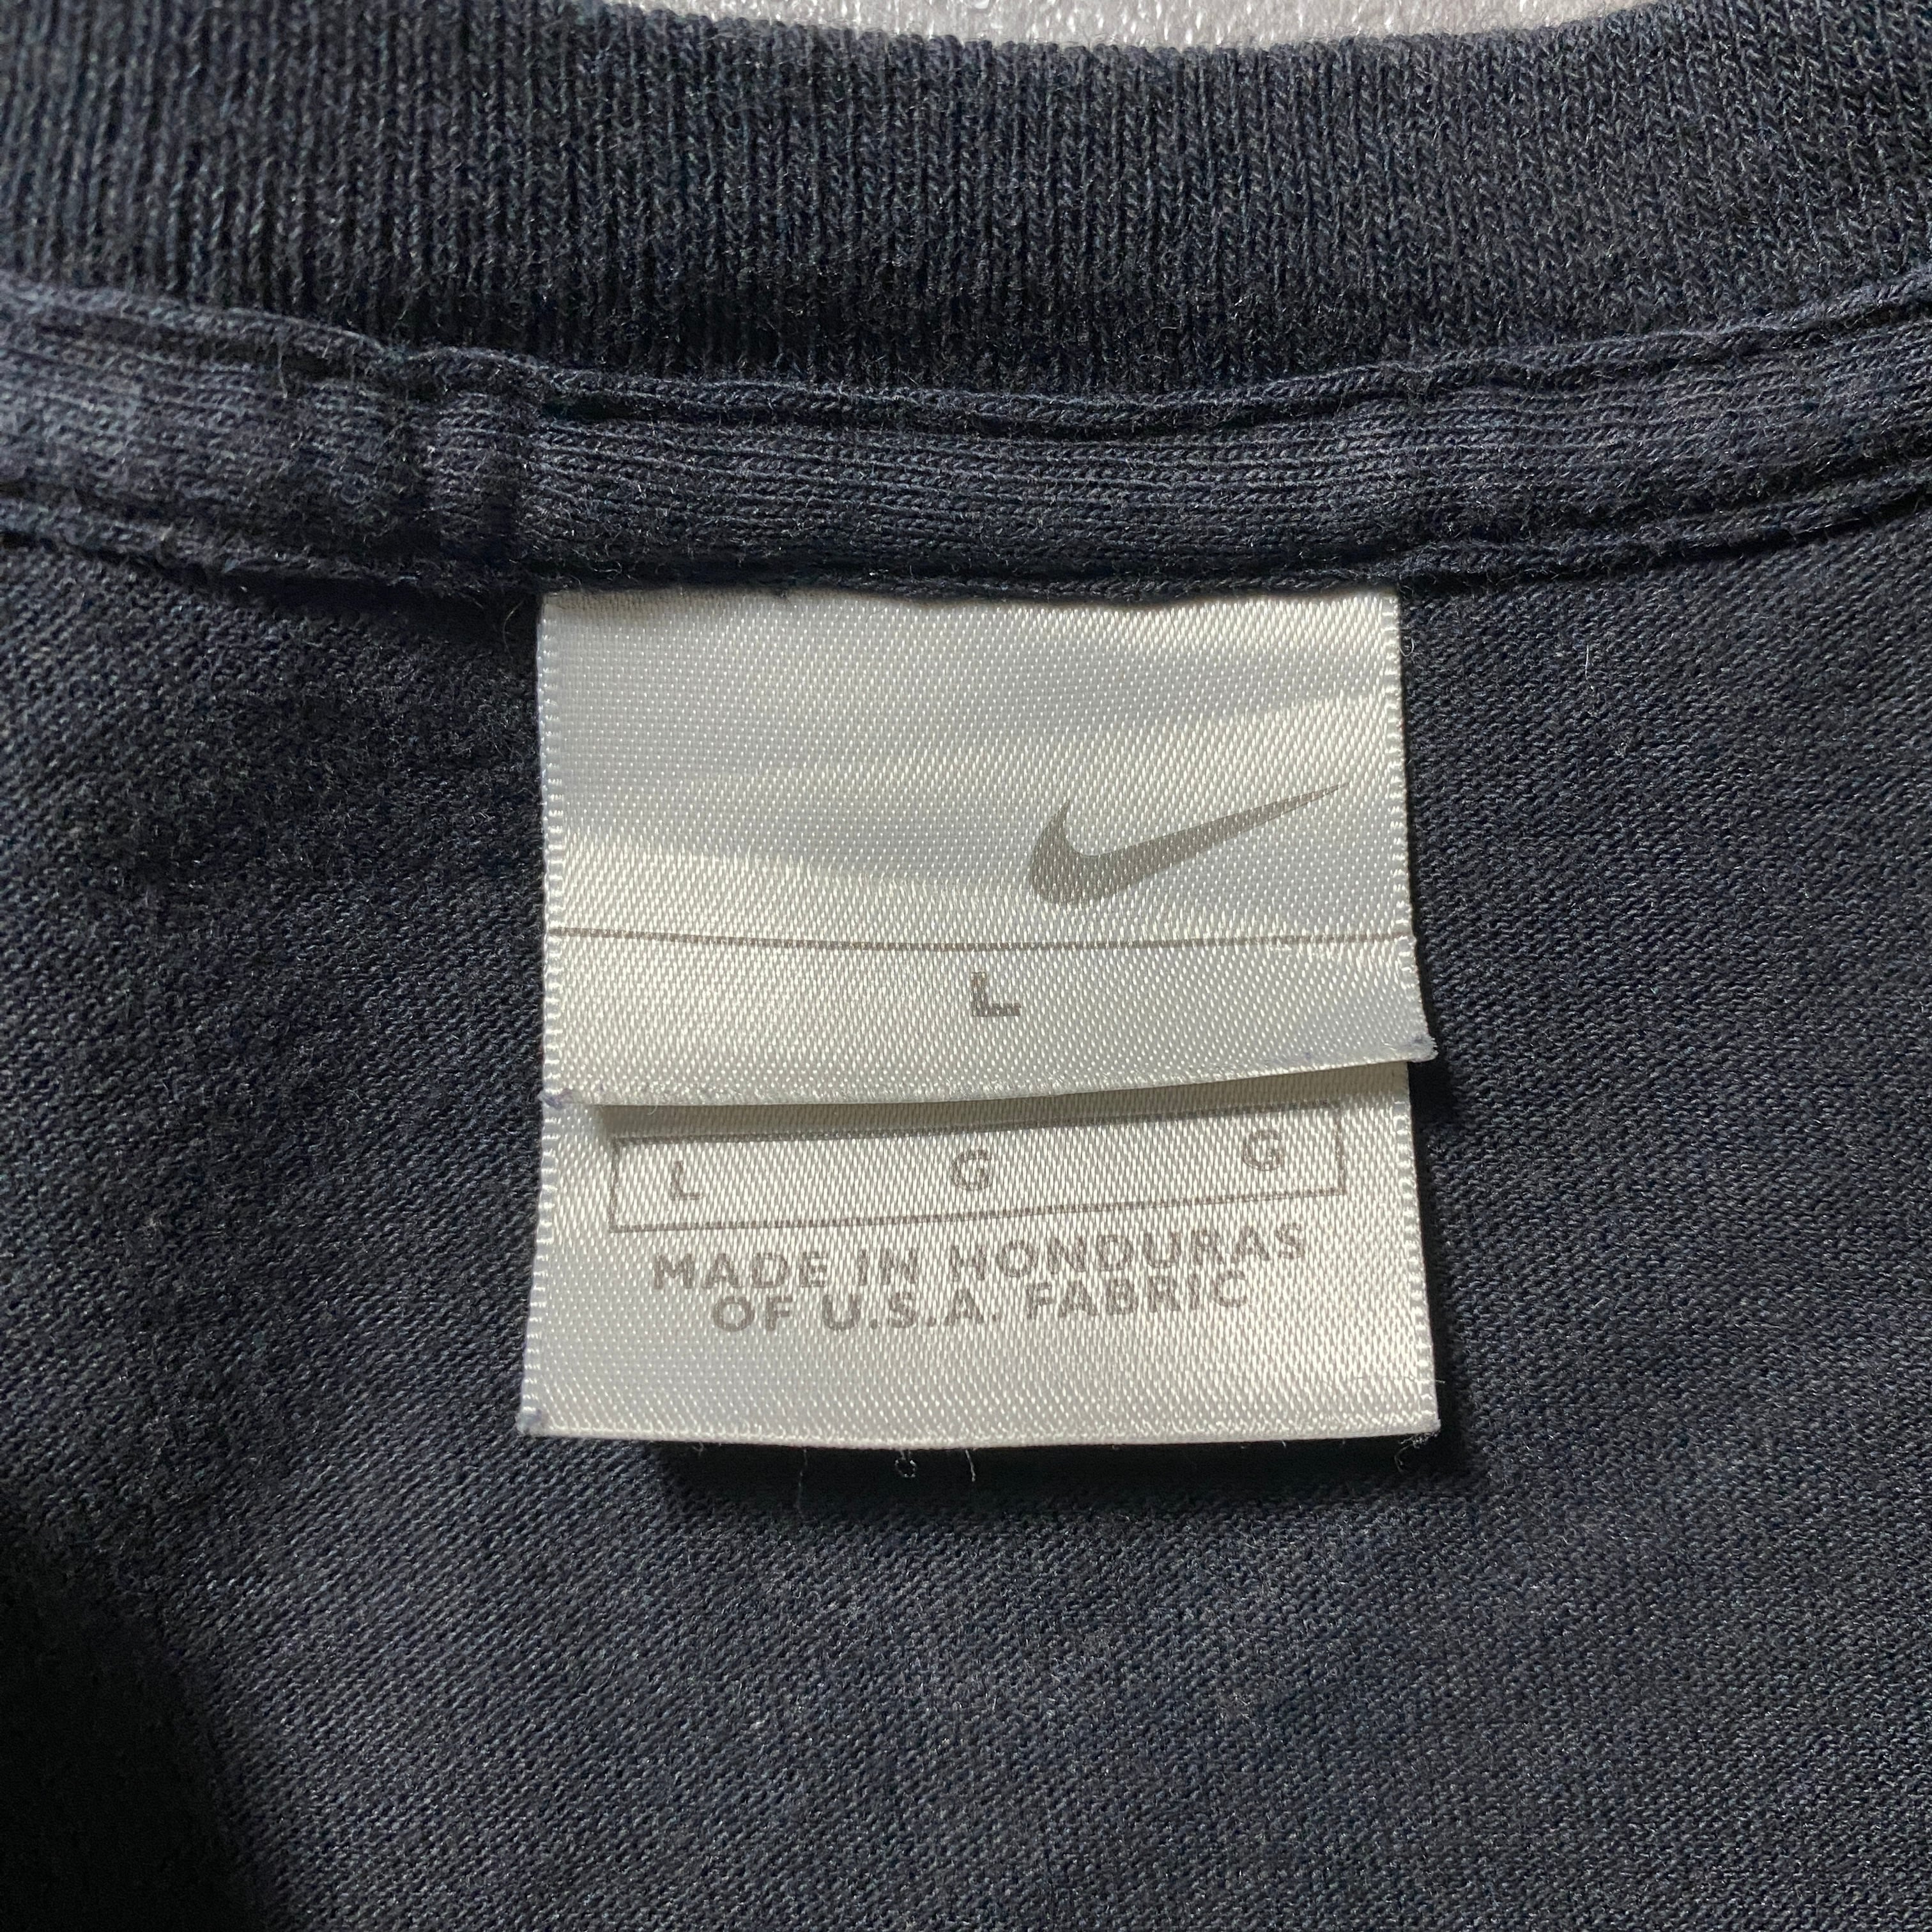 L
L G G
MADE IN HONDURAS
OF U.S.A. FABRIC